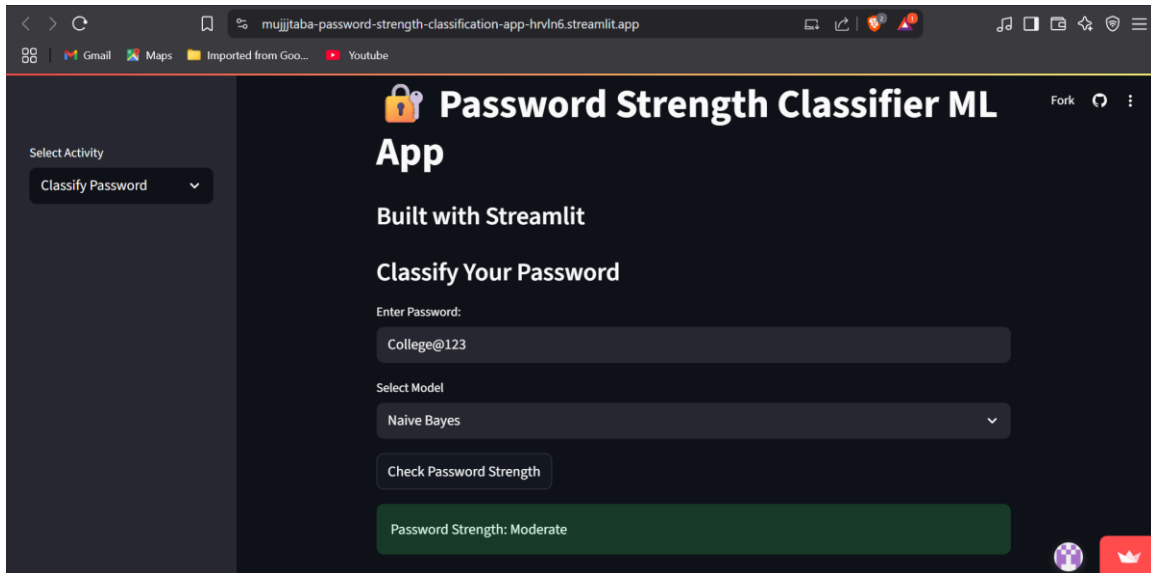 mujjjtaba-password-strength-classification-app-hrvln6.streamlit.app
Gmail Maps Imported from Goo... Youtube
🔐 Password Strength Classifier ML
App
Fork
Select Activity
Classify Password
Built with Streamlit
Classify Your Password
Enter Password:
College@123
Select Model
Naive Bayes
Check Password Strength
Password Strength: Moderate